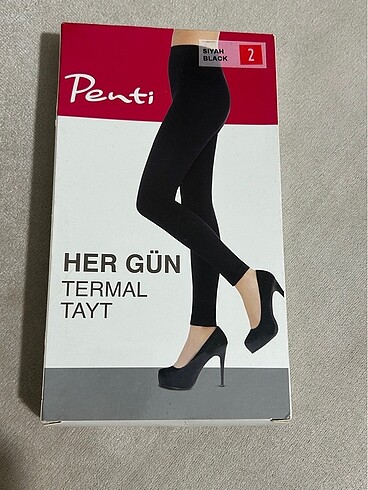 SİYAH
BLACK
2
Penti
HER GÜN
TERMAL
TAYT